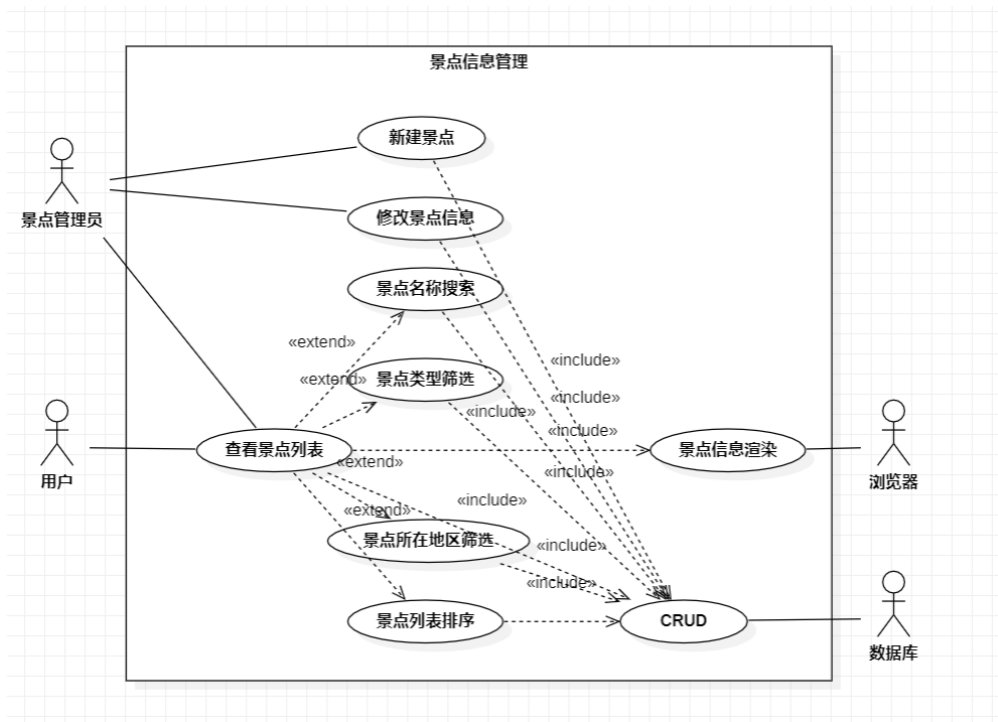 景点信息管理
新建景点
景点管理员
修改景点信息
景点名称搜索
«extend»
«include»
«extend»
景点类型筛选
«include»
«include»
«include»
用户
查看景点列表
景点信息渲染
浏览器
«extend»
«include»
«include»
«extend»
景点所在地区筛选
«include»
«include»
景点列表排序
CRUD
数据库